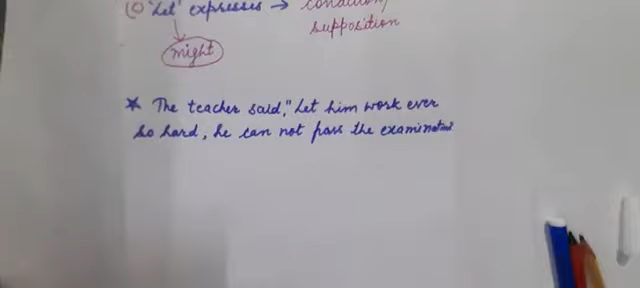 (c) 'Let' expresses → condition/
supposition
might
* The teacher said, "Let him work ever
so hard, he can not pass the examination